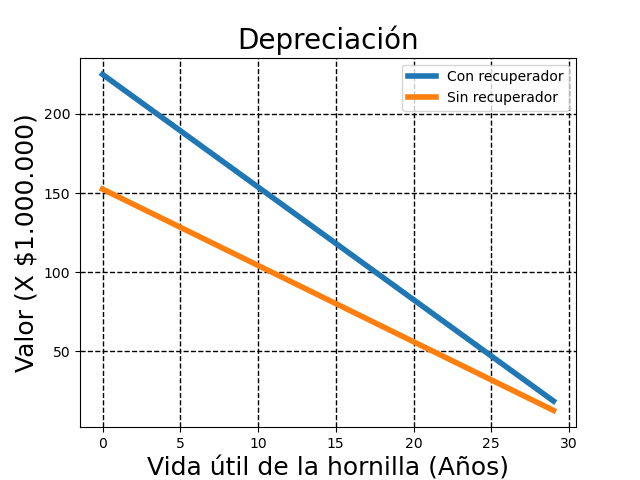 Depreciación
Con recuperador
Sin recuperador
Valor (X $1.000.000)
200
150
100
50
0 5 10 15 20 25 30
Vida útil de la hornilla (Años)